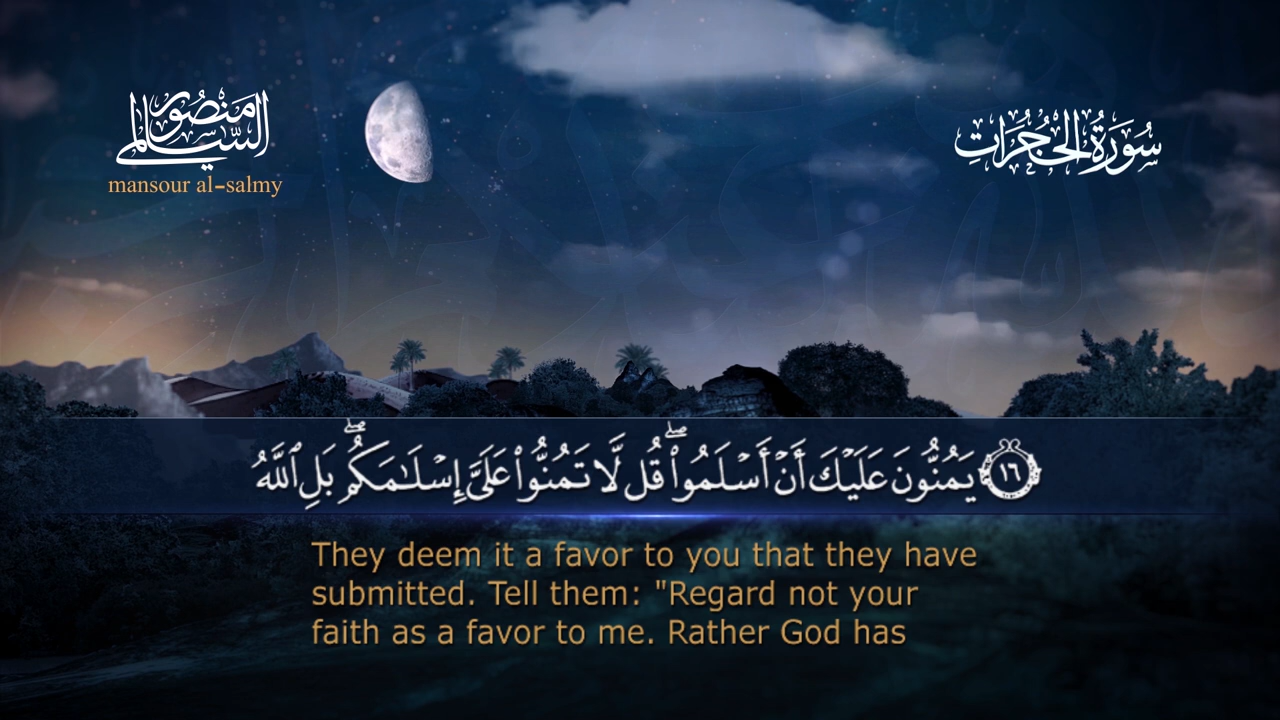 منصور السالمي
mansour al-salmy
سُورَةُ الحُجُرَاتِ
١٦ يَمُنُّونَ عَلَيْكَ أَنْ أَسْلَمُوا۟ ۖ قُل لَّا تَمُنُّوا۟ عَلَىَّ إِسْلَـٰمَكُم ۖ بَلِ ٱللَّهُ
They deem it a favor to you that they have
submitted. Tell them: "Regard not your
faith as a favor to me. Rather God has